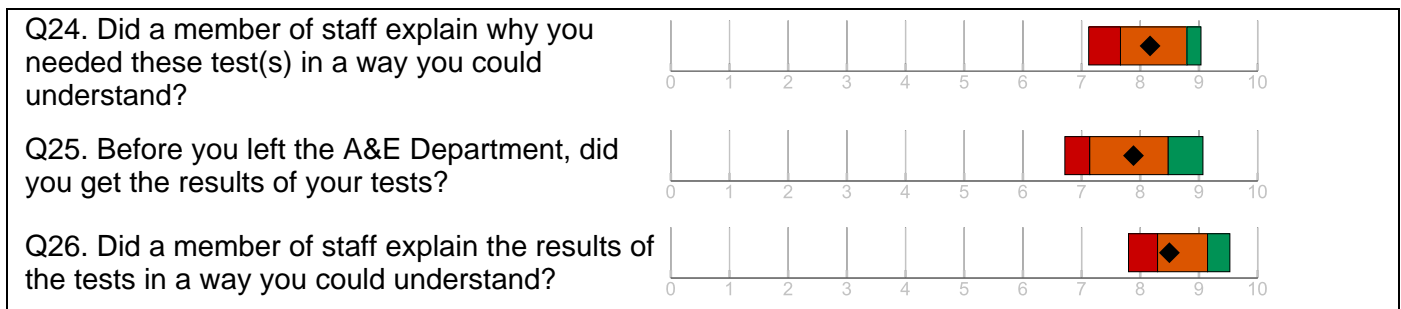 Q24. Did a member of staff explain why you
needed these test(s) in a way you could
understand?
0 1 2 3 4 5 6 7 8 9 10
Q25. Before you left the A&E Department, did
you get the results of your tests?
0 1 2 3 4 5 6 7 8 9 10
Q26. Did a member of staff explain the results of
the tests in a way you could understand?
0 1 2 3 4 5 6 7 8 9 10